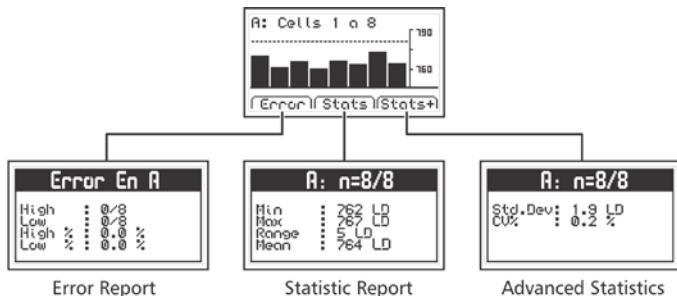 A: Cells 1 a 8
790
760
Error Stats Stats+
Error En A
High : 0/8
Low : 0/8
High % : 0.0 %
Low % : 0.0 %
Error Report
A: n=8/8
Min : 762 LD
Max : 767 LD
Range : 5 LD
Mean : 764 LD
Statistic Report
A: n=8/8
Std.Dev: 1.9 LD
CV% : 0.2 %
Advanced Statistics